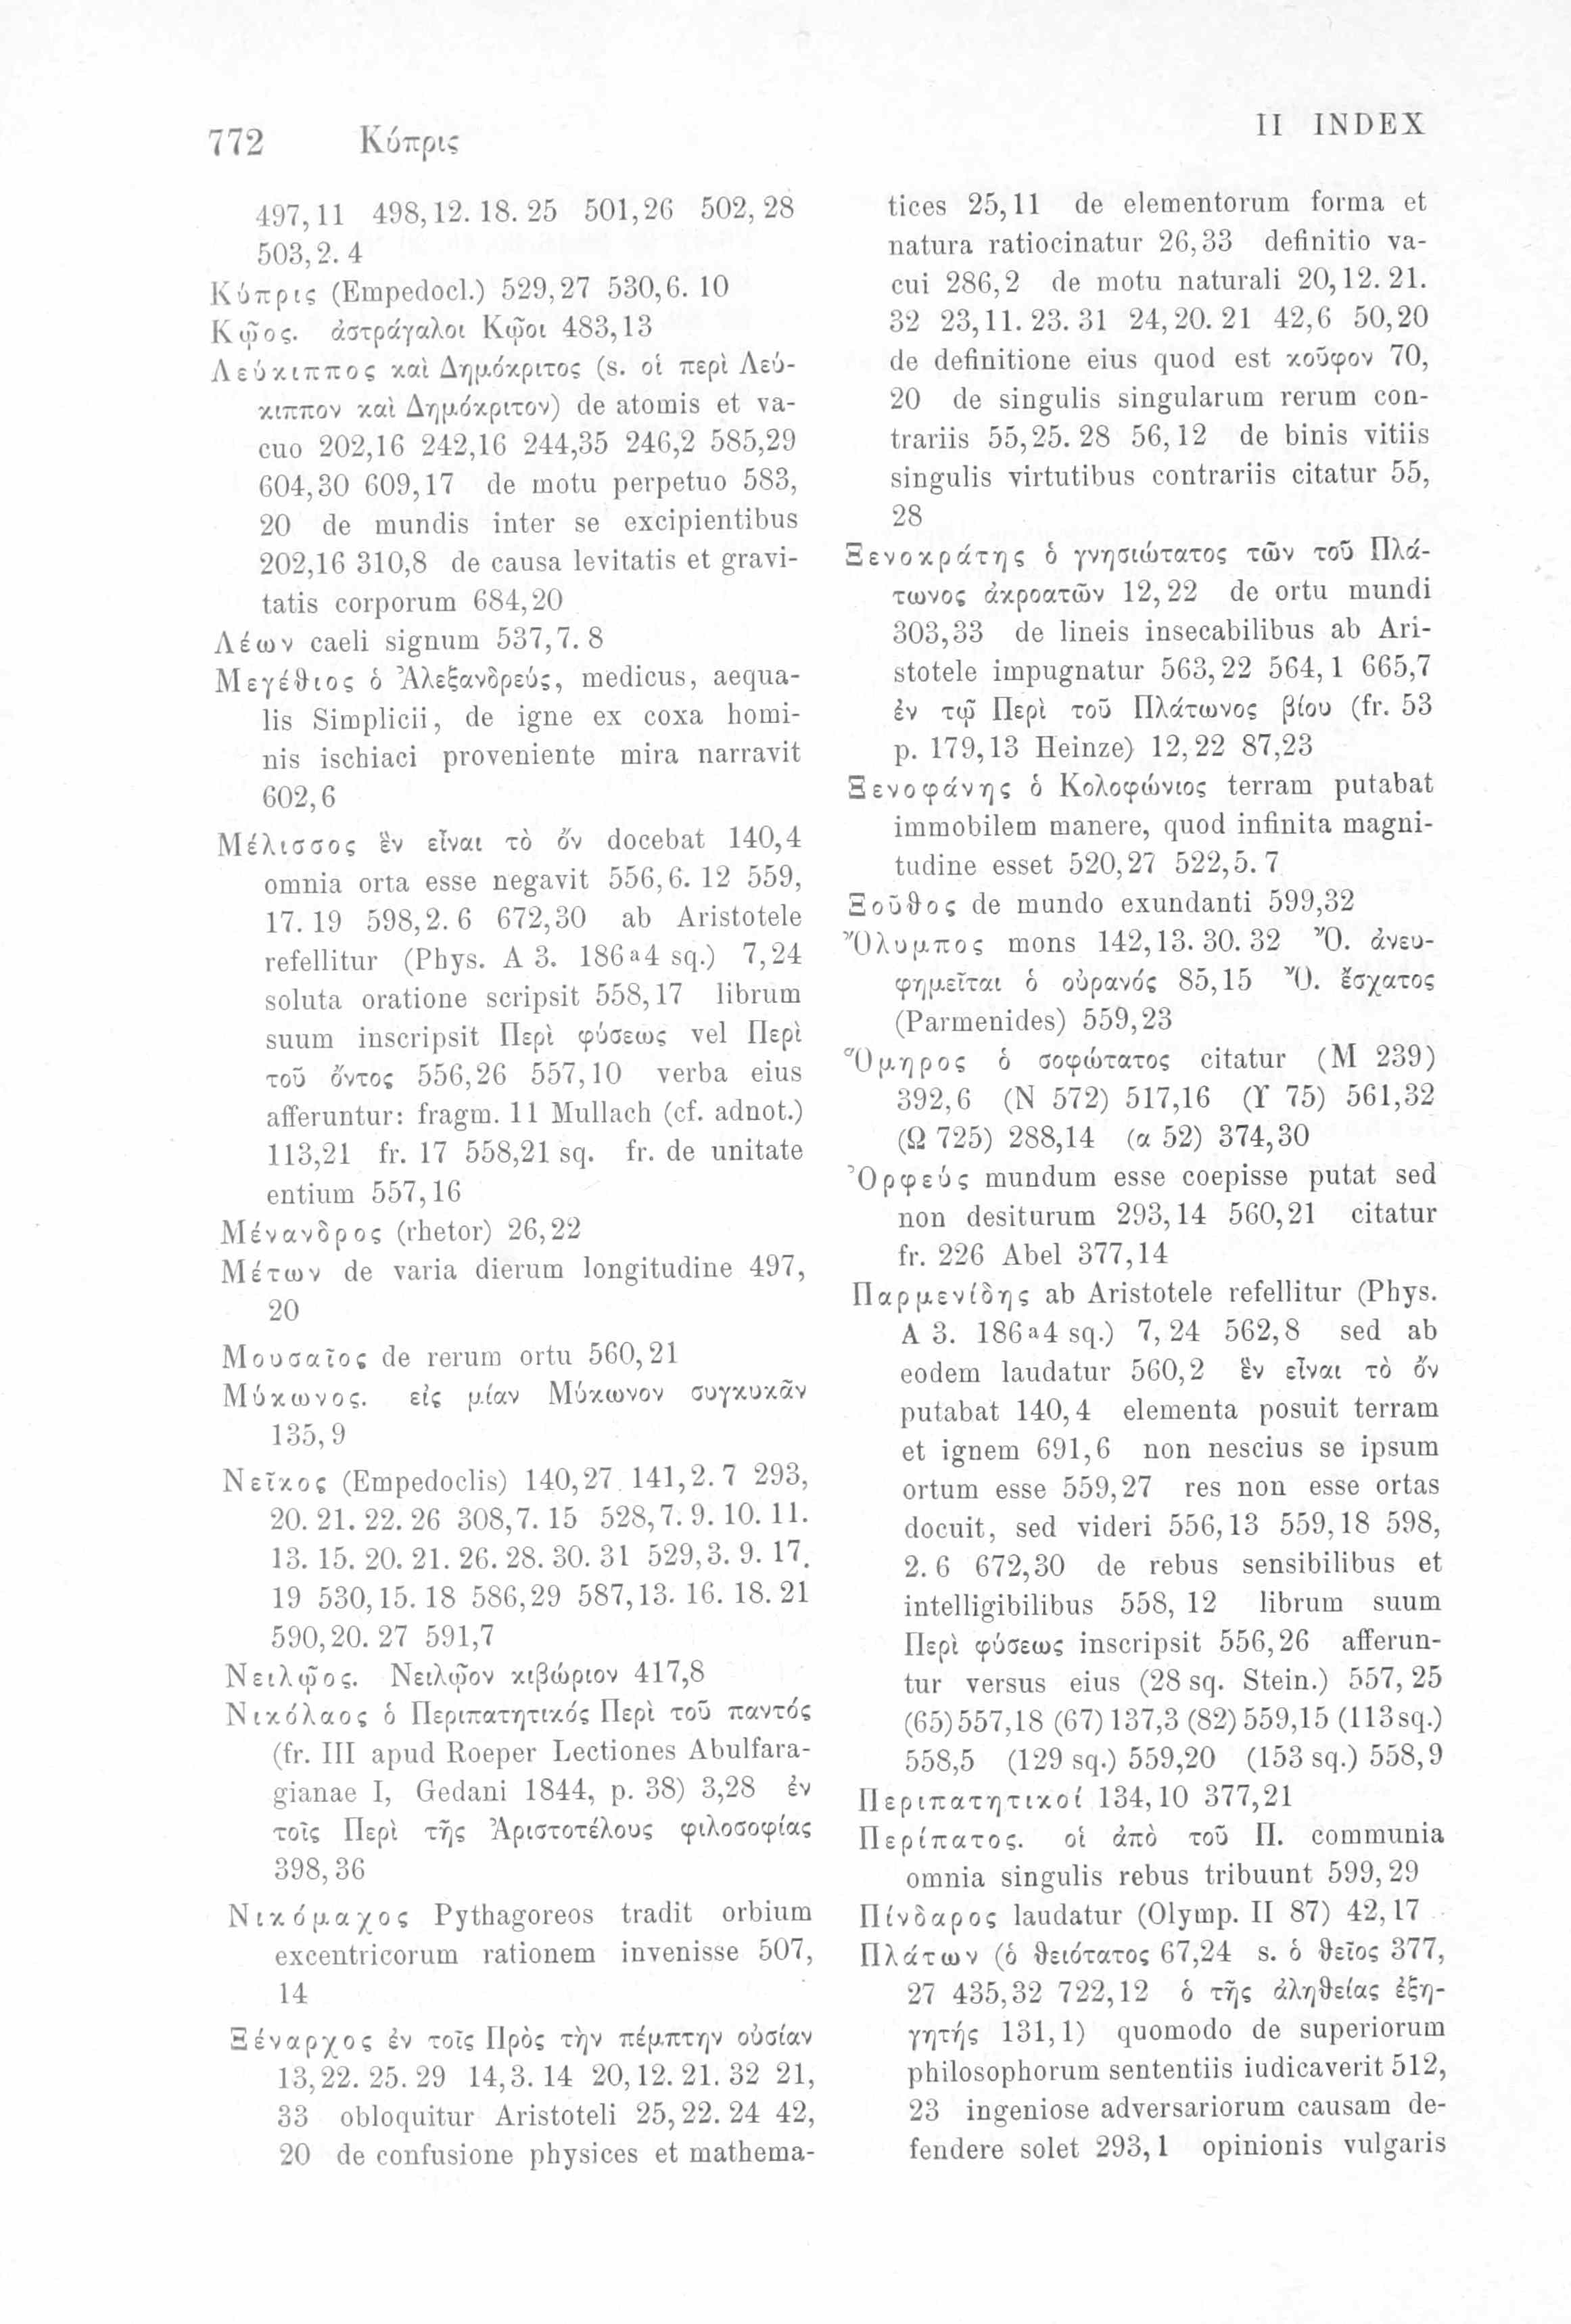 772 Κύπρις
II INDEX
497,11 498,12. 18. 25 501,26 502,28
503,2. 4
Κύπρις (Empedocl.) 529,27 530,6. 10
Κῷος. ἀστράγαλοι Κῷοι 483,13
Λεύκιππος καὶ Δημόκριτος (s. οἱ περὶ Λεύ-
κιππον καὶ Δημόκριτον) de atomis et va-
cuo 202,16 242,16 244,35 246,2 585,29
604,30 609,17 de motu perpetuo 583,
20 de mundis inter se excipientibus
202,16 310,8 de causa levitatis et gravi-
tatis corporum 684,20
Λέων caeli signum 537,7. 8
Μεγέθιος ὁ Ἀλεξανδρεύς, medicus, aequa-
lis Simplicii, de igne ex coxa homi-
nis ischiaci proveniente mira narravit
602,6
Μέλισσος ἓν εἶναι τὸ ὄν docebat 140,4
omnia orta esse negavit 556,6. 12 559,
17. 19 598,2. 6 672,30 ab Aristotele
refellitur (Phys. A 3. 186a4 sq.) 7,24
soluta oratione scripsit 558,17 librum
suum inscripsit Περὶ φύσεως vel Περὶ
τοῦ ὄντος 556,26 557,10 verba eius
afferuntur: fragm. 11 Mullach (cf. adnot.)
113,21 fr. 17 558,21 sq. fr. de unitate
entium 557,16
Μένανδρος (rhetor) 26,22
Μέτων de varia dierum longitudine 497,
20
Μουσαῖος de rerum ortu 560,21
Μύκωνος. εἰς μίαν Μύκωνον συγκυκᾶν
135,9
Νεῖκος (Empedoclis) 140,27 141,2. 7 293,
20. 21. 22. 26 308,7. 15 528,7. 9. 10. 11.
13. 15. 20. 21. 26. 28. 30. 31 529,3. 9. 17.
19 530,15. 18 586,29 587,13. 16. 18. 21
590,20. 27 591,7
Νειλῷος. Νειλῷον κιβώριον 417,8
Νικόλαος ὁ Περιπατητικός Περὶ τοῦ παντός
(fr. III apud Roeper Lectiones Abulfara-
gianae I, Gedani 1844, p. 38) 3,28 ἐν
τοῖς Περὶ τῆς Ἀριστοτέλους φιλοσοφίας
398,36
Νικόμαχος Pythagoreos tradit orbium
excentricorum rationem invenisse 507,
14
Ξέναρχος ἐν τοῖς Πρὸς τὴν πέμπτην οὐσίαν
13,22. 25. 29 14,3. 14 20,12. 21. 32 21,
33 obloquitur Aristoteli 25,22. 24 42,
20 de confusione physices et mathema-
tices 25,11 de elementorum forma et
natura ratiocinatur 26,33 definitio va-
cui 286,2 de motu naturali 20,12. 21.
32 23,11. 23. 31 24,20. 21 42,6 50,20
de definitione eius quod est κοῦφον 70,
20 de singulis singularum rerum con-
trariis 55,25. 28 56,12 de binis vitiis
singulis virtutibus contrariis citatur 55,
28
Ξενοκράτης ὁ γνησιώτατος τῶν τοῦ Πλά-
τωνος ἀκροατῶν 12,22 de ortu mundi
303,33 de lineis insecabilibus ab Ari-
stotele impugnatur 563,22 564,1 665,7
ἐν τῷ Περὶ τοῦ Πλάτωνος βίου (fr. 53
p. 179,13 Heinze) 12,22 87,23
Ξενοφάνης ὁ Κολοφώνιος terram putabat
immobilem manere, quod infinita magni-
tudine esset 520,27 522,5. 7
Ξοῦθος de mundo exundanti 599,32
Ὄλυμπος mons 142,13. 30. 32 Ὄ. ἀνευ-
φημεῖται ὁ οὐρανός 85,15 Ὄ. ἔσχατος
(Parmenides) 559,23
Ὅμηρος ὁ σοφώτατος citatur (Μ 239)
392,6 (Ν 572) 517,16 (Υ 75) 561,32
(Ω 725) 288,14 (α 52) 374,30
Ὀρφεύς mundum esse coepisse putat sed
non desiturum 293,14 560,21 citatur
fr. 226 Abel 377,14
Παρμενίδης ab Aristotele refellitur (Phys.
A 3. 186a4 sq.) 7,24 562,8 sed ab
eodem laudatur 560,2 ἓν εἶναι τὸ ὄν
putabat 140,4 elementa posuit terram
et ignem 691,6 non nescius se ipsum
ortum esse 559,27 res non esse ortas
docuit, sed videri 556,13 559,18 598,
2. 6 672,30 de rebus sensibilibus et
intelligibilibus 558,12 librum suum
Περὶ φύσεως inscripsit 556,26 afferun-
tur versus eius (28 sq. Stein.) 557,25
(65) 557,18 (67) 137,3 (82) 559,15 (113 sq.)
558,5 (129 sq.) 559,20 (153 sq.) 558,9
Περιπατητικοί 134,10 377,21
Περίπατος. οἱ ἀπὸ τοῦ Π. communia
omnia singulis rebus tribuunt 599,29
Πίνδαρος laudatur (Olymp. II 87) 42,17
Πλάτων (ὁ θειότατος 67,24 s. ὁ θεῖος 377,
27 435,32 722,12 ὁ τῆς ἀληθείας ἐξη-
γητής 131,1) quomodo de superiorum
philosophorum sententiis iudicaverit 512,
23 ingeniose adversariorum causam de-
fendere solet 293,1 opinionis vulgaris